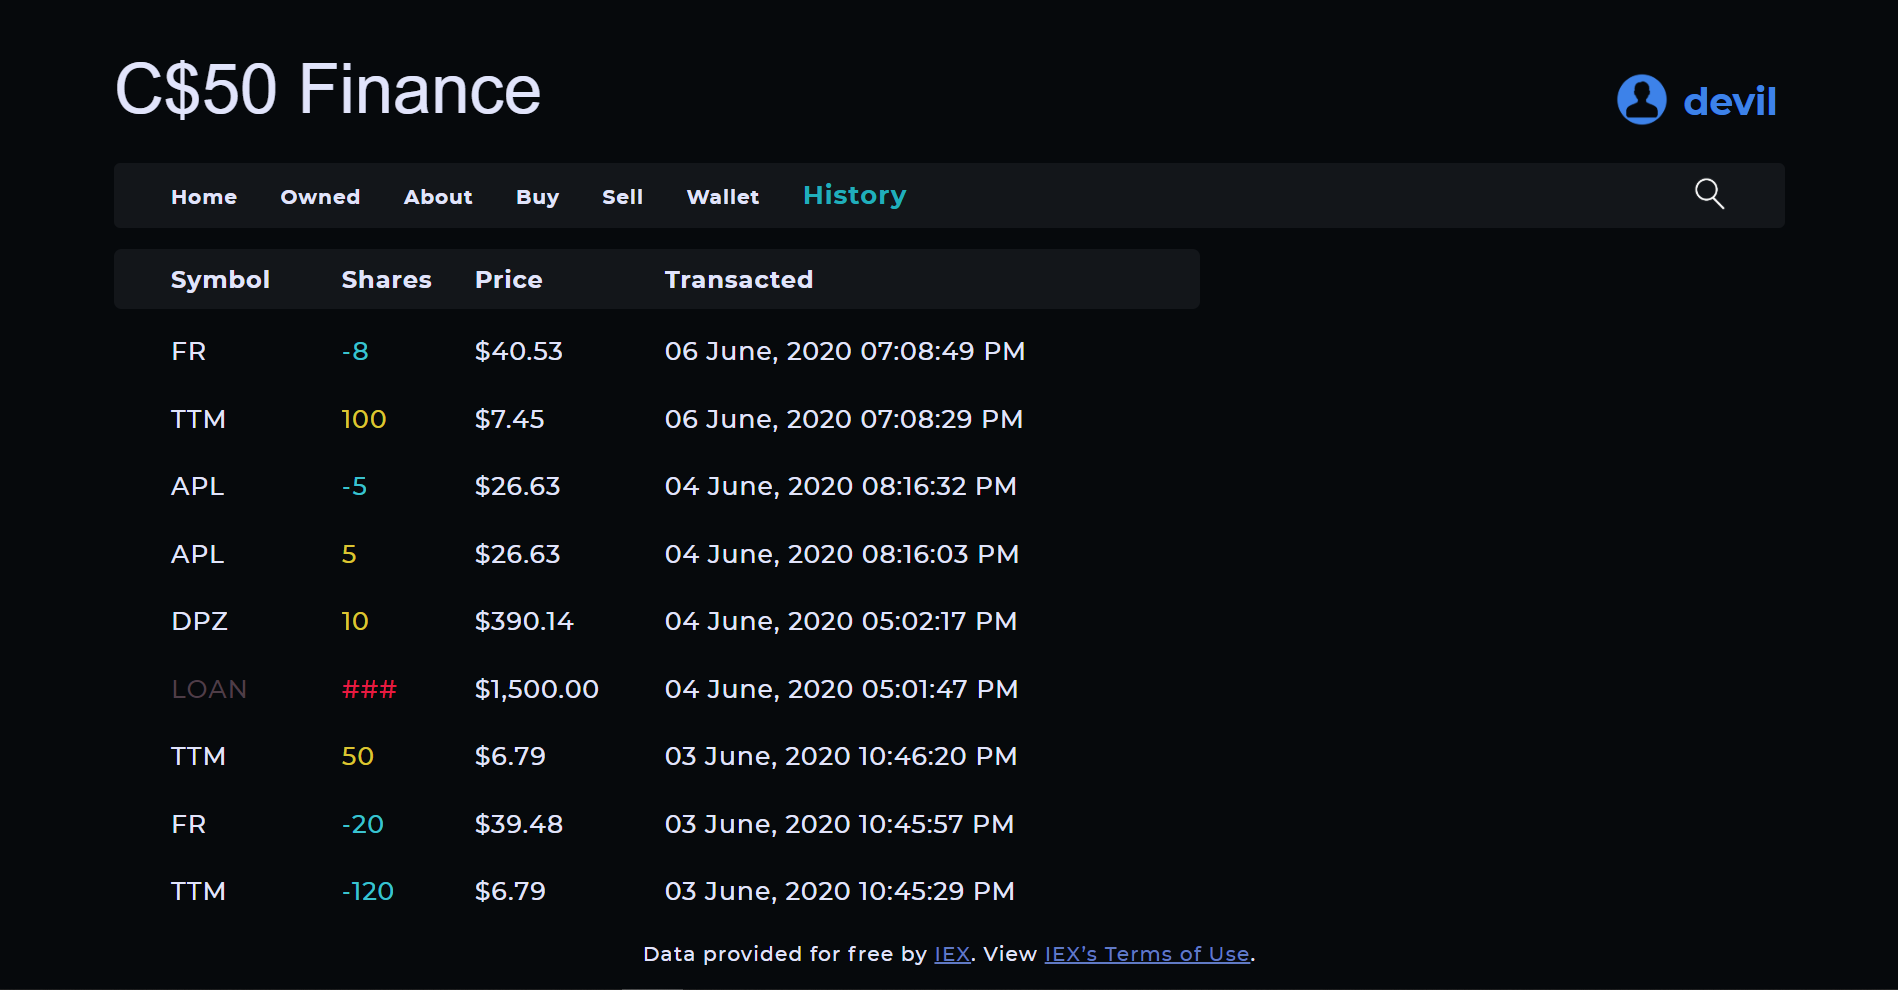 C$50 Finance
devil
Home Owned About Buy Sell Wallet History
Symbol Shares Price Transacted
FR -8 $40.53 06 June, 2020 07:08:49 PM
TTM 100 $7.45 06 June, 2020 07:08:29 PM
APL -5 $26.63 04 June, 2020 08:16:32 PM
APL 5 $26.63 04 June, 2020 08:16:03 PM
DPZ 10 $390.14 04 June, 2020 05:02:17 PM
LOAN ### $1,500.00 04 June, 2020 05:01:47 PM
TTM 50 $6.79 03 June, 2020 10:46:20 PM
FR -20 $39.48 03 June, 2020 10:45:57 PM
TTM -120 $6.79 03 June, 2020 10:45:29 PM
Data provided for free by IEX. View IEX’s Terms of Use.